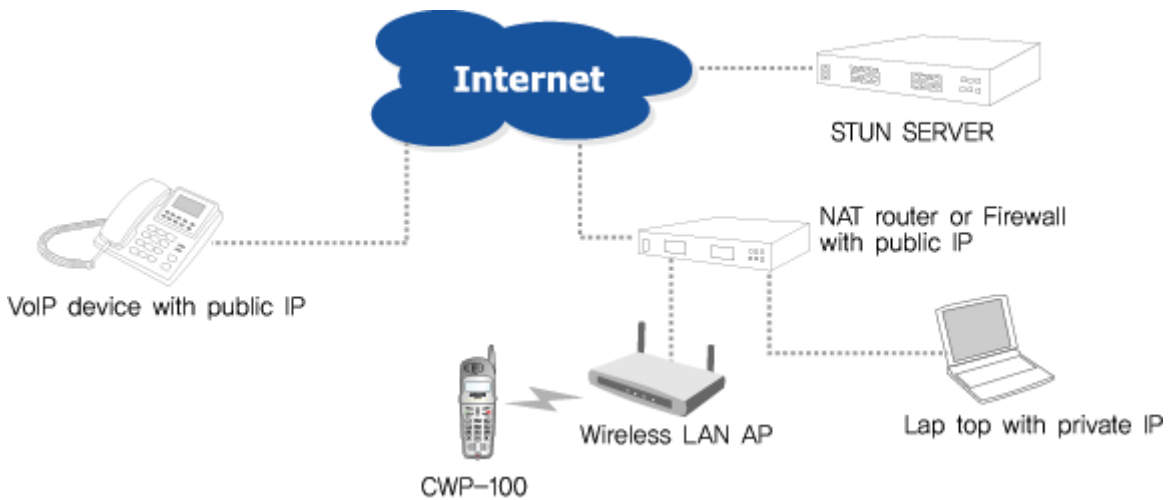 Internet
STUN SERVER
NAT router or Firewall
with public IP
VoIP device with public IP
Wireless LAN AP
Lap top with private IP
CWP-100